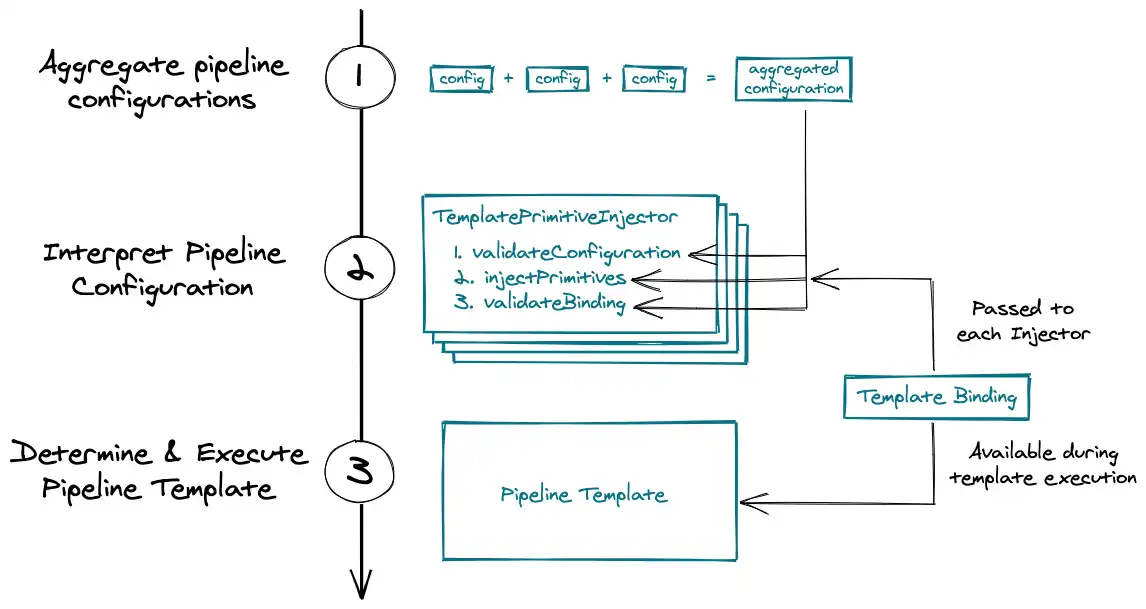 Aggregate pipeline
configurations
1
config + config + config = aggregated
configuration
Interpret Pipeline
Configuration
2
TemplatePrimitiveInjector
1. validateConfiguration
2. injectPrimitives
3. validateBinding
Passed to
each Injector
Template Binding
Determine & Execute
Pipeline Template
3
Pipeline Template
Available during
template execution